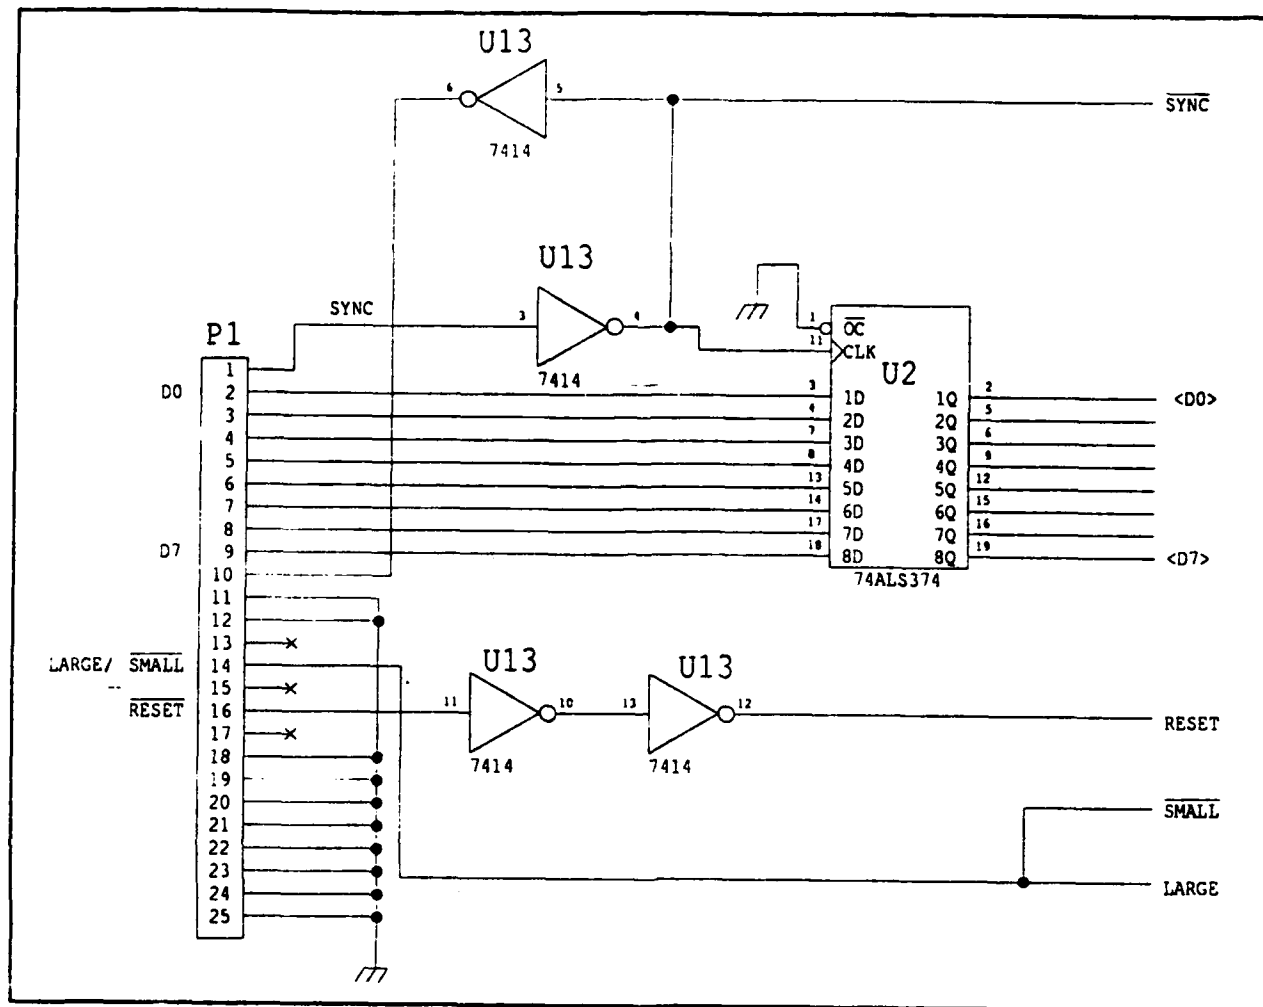 U13
6
5
7414
SYNC
U13
SYNC
3
4
7414
1
OC
11
CLK
U2
P1
1
D0
2
3
1D
1Q
2
<D0>
3
4
2D
2Q
5
4
7
3D
3Q
6
5
8
4D
4Q
9
6
13
5D
5Q
12
7
14
6D
6Q
15
8
17
7D
7Q
16
D7
9
18
8D
8Q
19
<D7>
74ALS374
10
11
12
13
LARGE/ SMALL
14
15
RESET
16
17
18
19
20
21
22
23
24
25
U13
11
10
7414
U13
13
12
7414
RESET
SMALL
LARGE